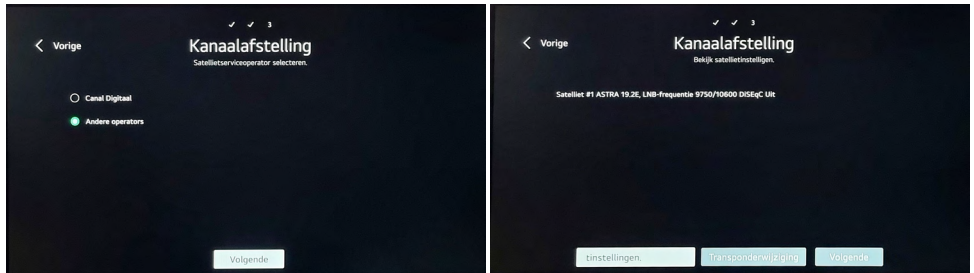 3
Vorige
Kanaalafstelling
Satellietserviceoperator selecteren.
Canal Digitaal
Andere operators
Volgende
3
Vorige
Kanaalafstelling
Bekijk satellietinstelligen.
Satelliet #1 ASTRA 19.2E, LNB-frequentie 9750/10600 DiSEqC Uit
tinstellingen.
Transponderwijziging
Volgende